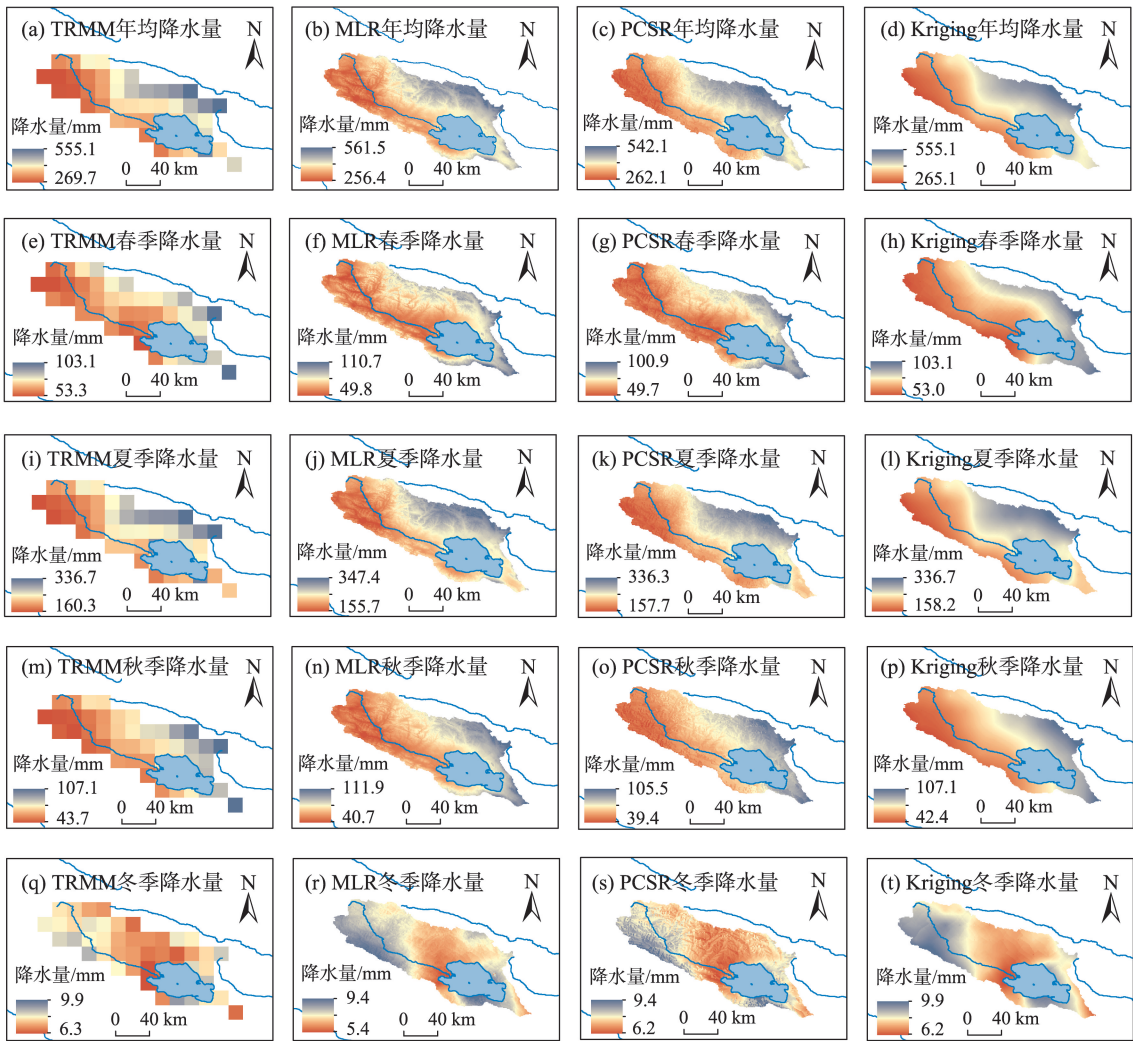 (a) TRMM年均降水量 N
降水量/mm
555.1
269.7
0 40 km
(b) MLR年均降水量 N
降水量/mm
561.5
256.4
0 40 km
(c) PCSR年均降水量 N
降水量/mm
542.1
262.1
0 40 km
(d) Kriging年均降水量 N
降水量/mm
555.1
265.1
0 40 km
(e) TRMM春季降水量 N
降水量/mm
103.1
53.3
0 40 km
(f) MLR春季降水量 N
降水量/mm
110.7
49.8
0 40 km
(g) PCSR春季降水量 N
降水量/mm
100.9
49.7
0 40 km
(h) Kriging春季降水量 N
降水量/mm
103.1
53.0
0 40 km
(i) TRMM夏季降水量 N
降水量/mm
336.7
160.3
0 40 km
(j) MLR夏季降水量 N
降水量/mm
347.4
155.7
0 40 km
(k) PCSR夏季降水量 N
降水量/mm
336.3
157.7
0 40 km
(l) Kriging夏季降水量 N
降水量/mm
336.7
158.2
0 40 km
(m) TRMM秋季降水量 N
降水量/mm
107.1
43.7
0 40 km
(n) MLR秋季降水量 N
降水量/mm
111.9
40.7
0 40 km
(o) PCSR秋季降水量 N
降水量/mm
105.5
39.4
0 40 km
(p) Kriging秋季降水量 N
降水量/mm
107.1
42.4
0 40 km
(q) TRMM冬季降水量 N
降水量/mm
9.9
6.3
0 40 km
(r) MLR冬季降水量 N
降水量/mm
9.4
5.4
0 40 km
(s) PCSR冬季降水量 N
降水量/mm
9.4
6.2
0 40 km
(t) Kriging冬季降水量 N
降水量/mm
9.9
6.2
0 40 km